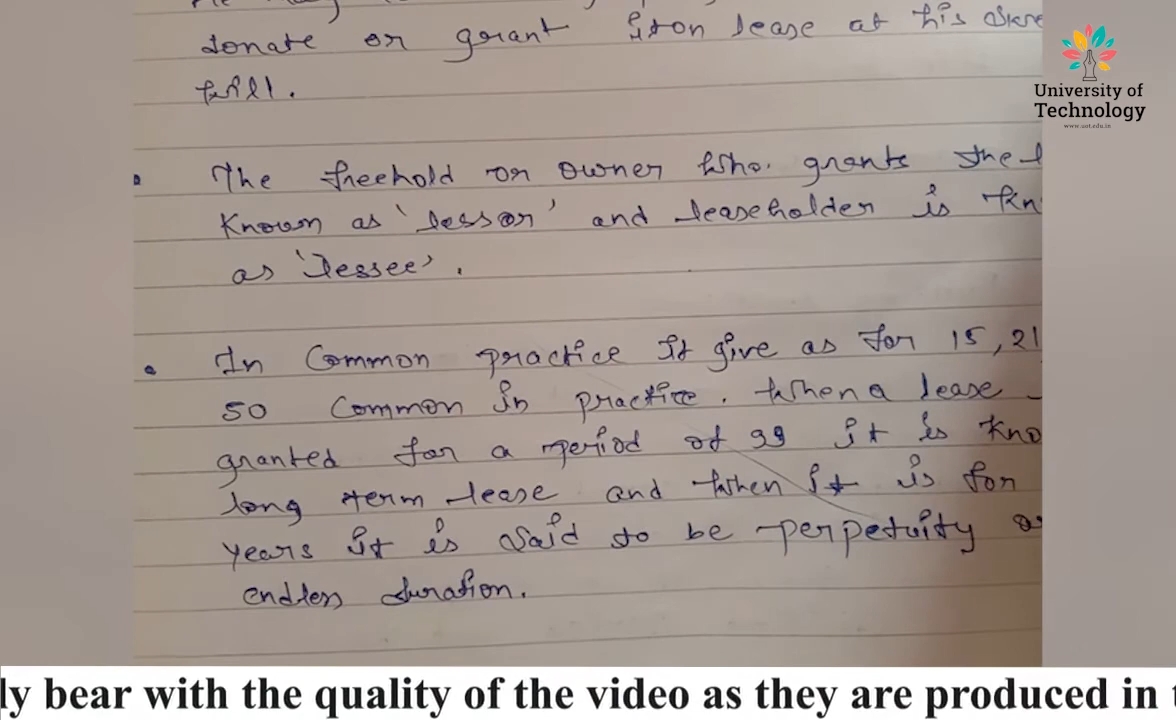 donate or grant it on lease at his
will.
University of
Technology
www.uot.edu.in
The freehold or owner who grants the
known as 'lessor' and leaseholder is
as 'lessee'.
In Common practice it give as for 15, 21
50 common in practice. When a lease
granted for a period of 99 it is
long term lease and when it is for
years it is said to be perpetuity
endless duration.
ly bear with the quality of the video as they are produced in